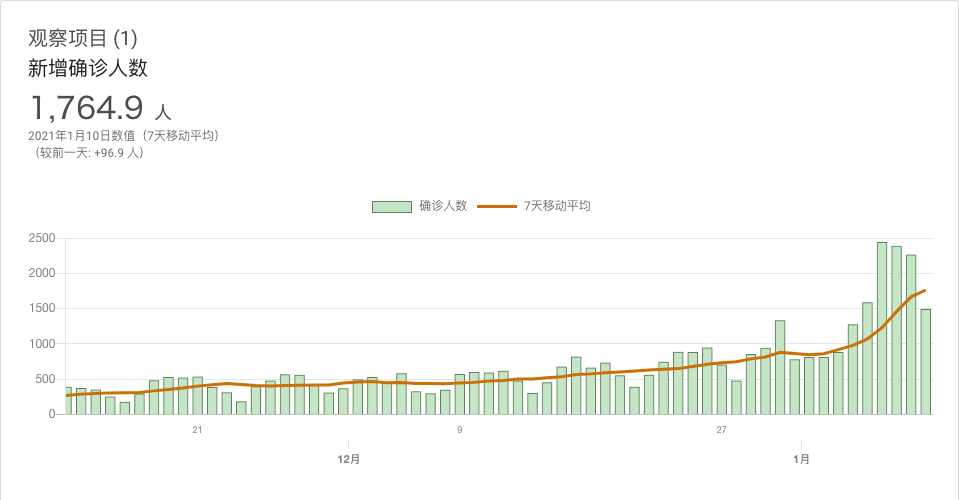 观察项目 (1)
新增确诊人数
1,764.9 人
2021年1月10日数值（7天移动平均）
（较前一天: +96.9 人）
确诊人数 7天移动平均
2500
2000
1500
1000
500
0
21 9 27
12月 1月